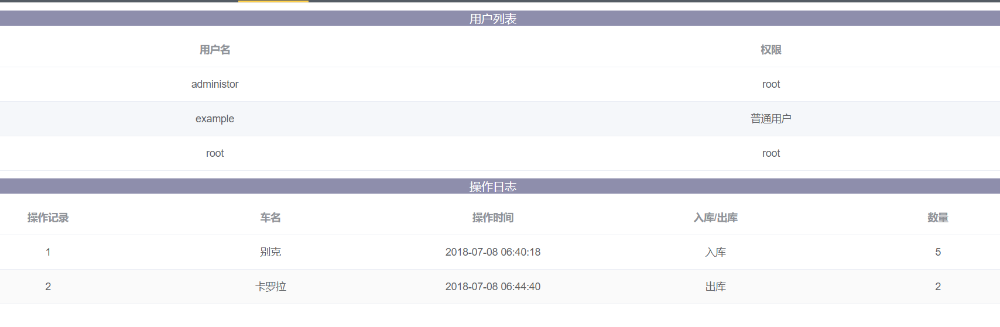 用户列表
用户名 权限
administor root
example 普通用户
root root
操作日志
操作记录 车名 操作时间 入库/出库 数量
1 别克 2018-07-08 06:40:18 入库 5
2 卡罗拉 2018-07-08 06:44:40 出库 2